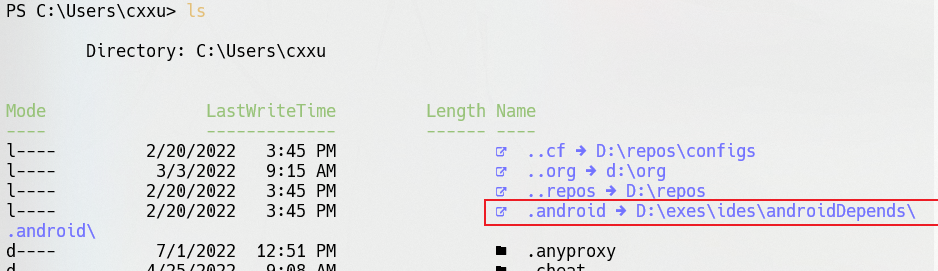 PS C:\Users\cxxu> ls
Directory: C:\Users\cxxu
Mode LastWriteTime Length Name
---- ------------- ------ ----
l---- 2/20/2022 3:45 PM ..cf → D:\repos\configs
l---- 3/3/2022 9:15 AM ..org → d:\org
l---- 2/20/2022 3:45 PM ..repos → D:\repos
l---- 2/20/2022 3:45 PM .android → D:\exes\ides\androidDepends\
.android\
d---- 7/1/2022 12:51 PM .anyproxy
d---- 4/25/2022 9:08 AM .cheat